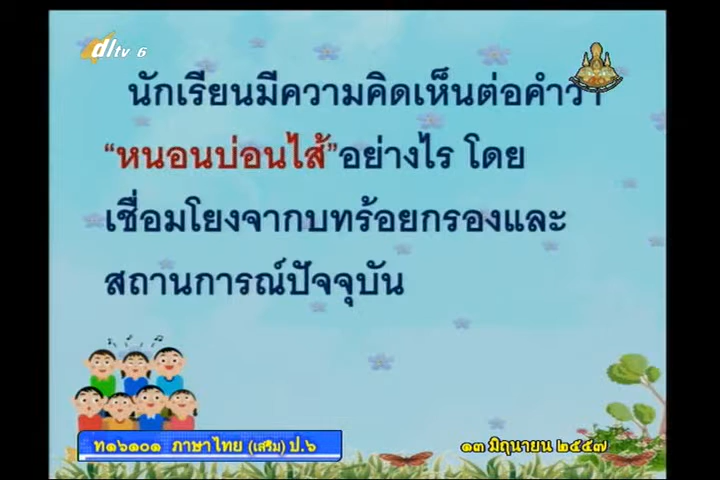 dltv 6
นักเรียนมีความคิดเห็นต่อคำว่า
“หนอนบ่อนไส้”อย่างไร โดย
เชื่อมโยงจากบทร้อยกรองและ
สถานการณ์ปัจจุบัน
ท๑๖๑๐๑ ภาษาไทย (เสริม) ป.๖
๑๓ มิถุนายน ๒๕๕๗